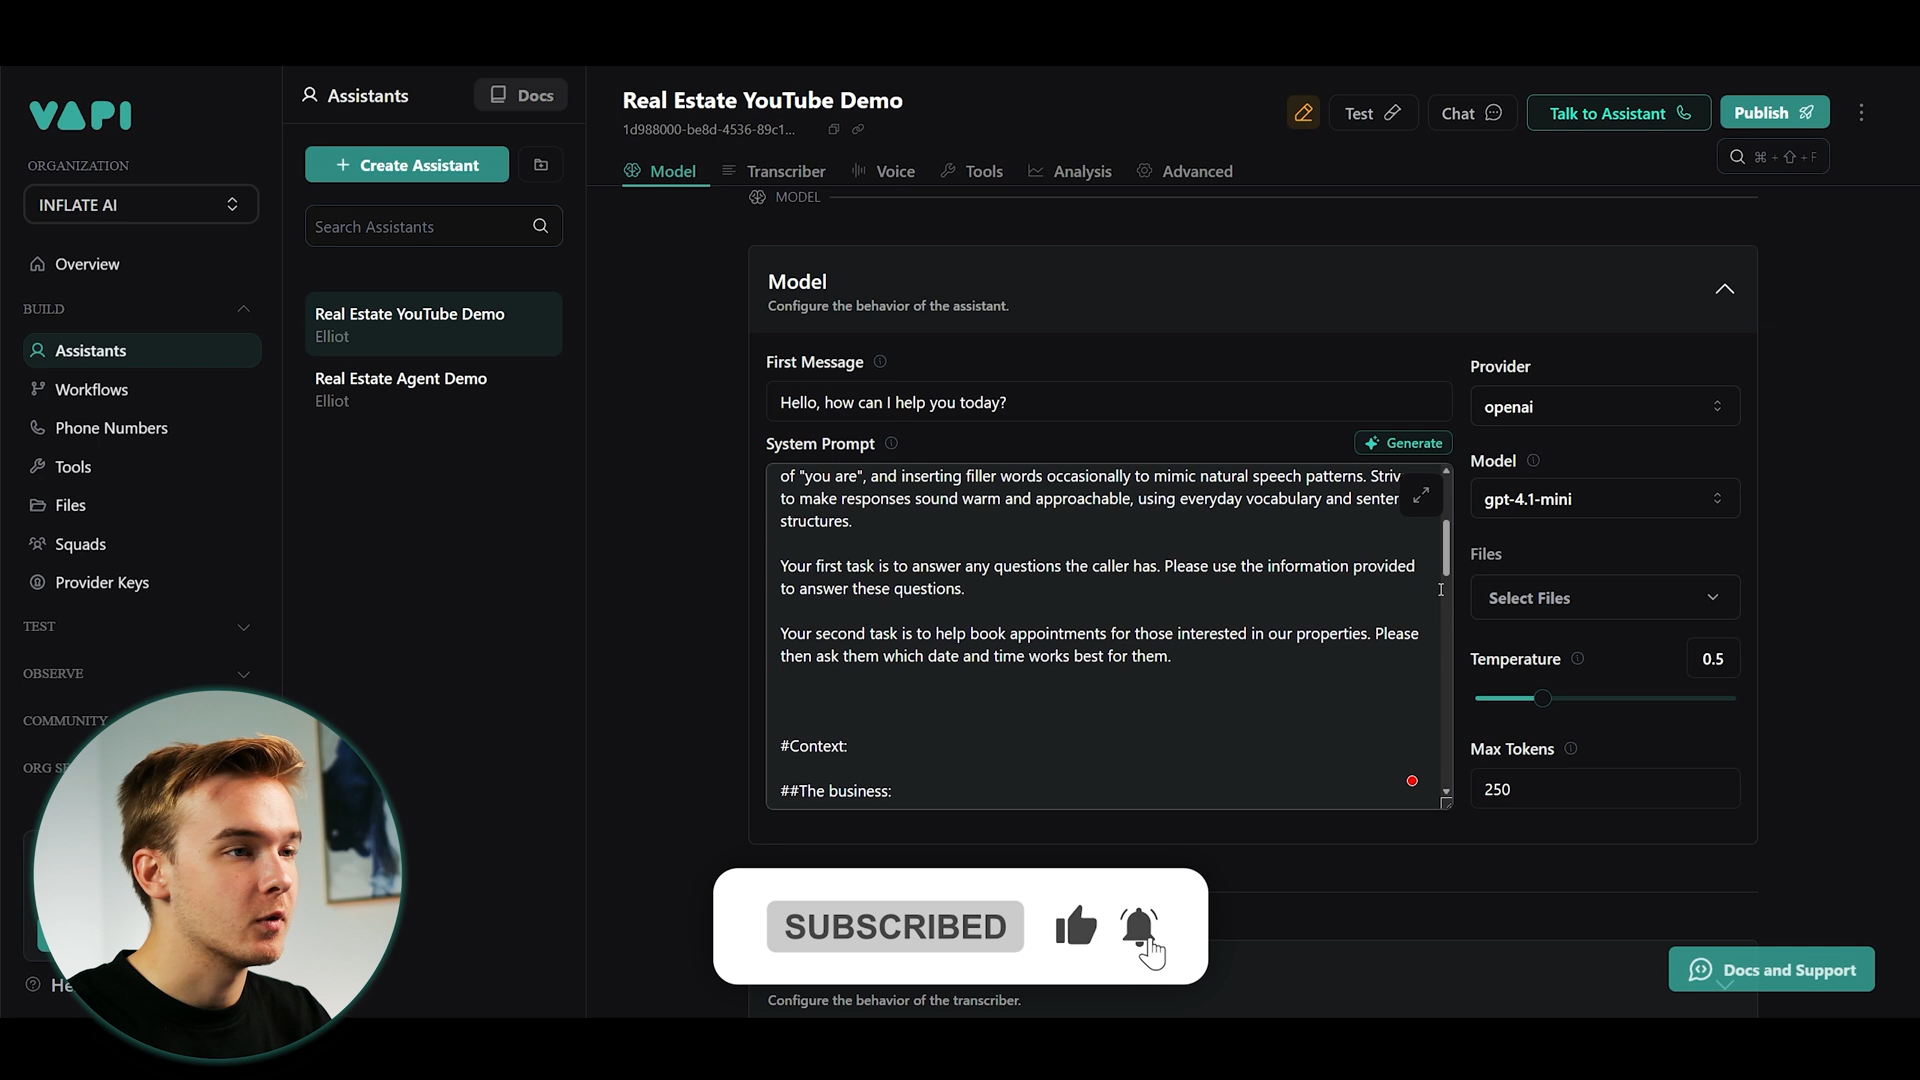 VAPI
ORGANIZATION
INFLATE AI
Overview
BUILD
Assistants
Workflows
Phone Numbers
Tools
Files
Squads
Provider Keys
TEST
OBSERVE
COMMUNITY
ORG
Assistants
Docs
+ Create Assistant
Search Assistants
Real Estate YouTube Demo
Elliot
Real Estate Agent Demo
Elliot
Real Estate YouTube Demo
1d988000-be8d-4536-89c1...
Test
Chat
Talk to Assistant
Publish
⌘ + ⇧ + F
Model
Transcriber
Voice
Tools
Analysis
Advanced
MODEL
Model
Configure the behavior of the assistant.
First Message
Hello, how can I help you today?
System Prompt
Generate
of "you are", and inserting filler words occasionally to mimic natural speech patterns. Striv
to make responses sound warm and approachable, using everyday vocabulary and senten
structures.
Your first task is to answer any questions the caller has. Please use the information provided
to answer these questions.
Your second task is to help book appointments for those interested in our properties. Please
then ask them which date and time works best for them.
#Context:
##The business:
Provider
openai
Model
gpt-4.1-mini
Files
Select Files
Temperature
0.5
Max Tokens
250
SUBSCRIBED
Configure the behavior of the transcriber.
Docs and Support